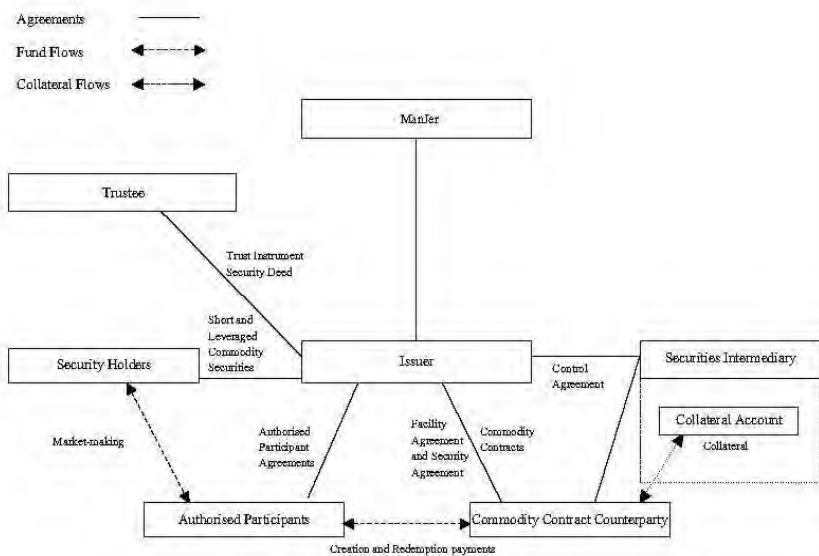 Agreements
Fund Flows
Collateral Flows
ManJer
Trustee
Trust Instrument
Security Deed
Short and
Leveraged
Commodity
Securities
Security Holders
Issuer
Securities Intermediary
Control
Agreement
Collateral Account
Collateral
Market-making
Authorised
Participant
Agreements
Facility
Agreement
and Security
Agreement
Commodity
Contracts
Authorised Participants
Commodity Contract Counterparty
Creation and Redemption payments